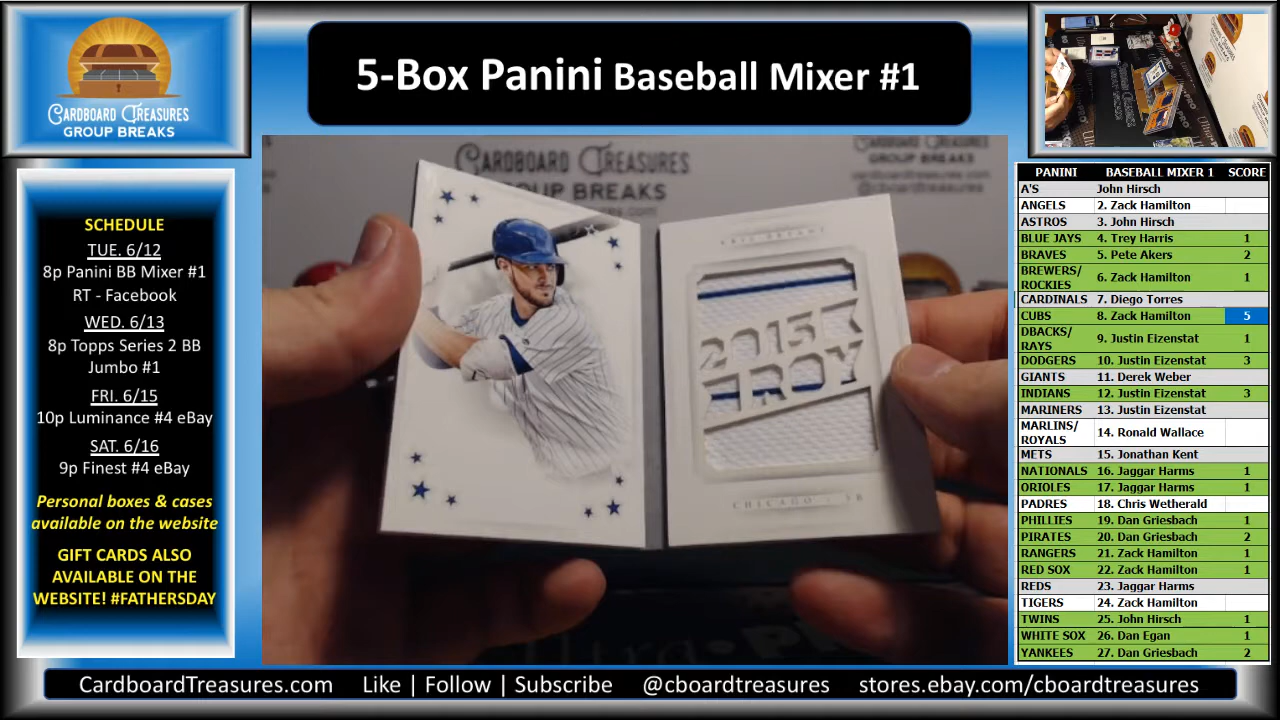 CARDBOARD TREASURES
GROUP BREAKS
5-Box Panini Baseball Mixer #1
SCHEDULE
TUE. 6/12
8p Panini BB Mixer #1
RT - Facebook
WED. 6/13
8p Topps Series 2 BB
Jumbo #1
FRI. 6/15
10p Luminance #4 eBay
SAT. 6/16
9p Finest #4 eBay
Personal boxes & cases
available on the website
GIFT CARDS ALSO
AVAILABLE ON THE
WEBSITE! #FATHERSDAY
CARDBOARD TREASURES
GROUP BREAKS
KRIS BRYANT
2015
ROY
CHICAGO / 3B
PANINI BASEBALL MIXER 1 SCORE
A'S John Hirsch
ANGELS 2. Zack Hamilton
ASTROS 3. John Hirsch
BLUE JAYS 4. Trey Harris 1
BRAVES 5. Pete Akers 2
BREWERS/
ROCKIES 6. Zack Hamilton 1
CARDINALS 7. Diego Torres
CUBS 8. Zack Hamilton 5
DBACKS/
RAYS 9. Justin Eizenstat 1
DODGERS 10. Justin Eizenstat 3
GIANTS 11. Derek Weber
INDIANS 12. Justin Eizenstat 3
MARINERS 13. Justin Eizenstat
MARLINS/
ROYALS 14. Ronald Wallace
METS 15. Jonathan Kent
NATIONALS 16. Jaggar Harms 1
ORIOLES 17. Jaggar Harms 1
PADRES 18. Chris Wetherald
PHILLIES 19. Dan Griesbach 1
PIRATES 20. Dan Griesbach 2
RANGERS 21. Zack Hamilton 1
RED SOX 22. Zack Hamilton 1
REDS 23. Jaggar Harms
TIGERS 24. Zack Hamilton
TWINS 25. John Hirsch 1
WHITE SOX 26. Dan Egan 1
YANKEES 27. Dan Griesbach 2
CardboardTreasures.com Like | Follow | Subscribe @cboardtreasures stores.ebay.com/cboardtreasures